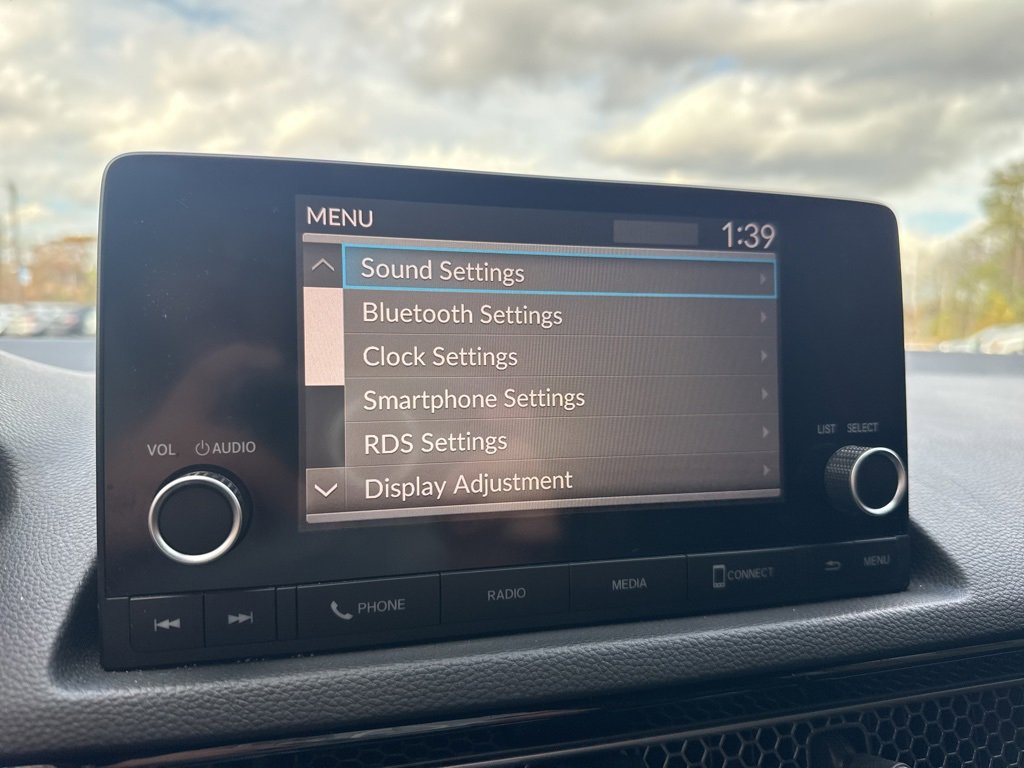 MENU
1:39
Sound Settings
Bluetooth Settings
Clock Settings
Smartphone Settings
RDS Settings
Display Adjustment
VOL AUDIO
LIST SELECT
PHONE
RADIO
MEDIA
CONNECT
MENU